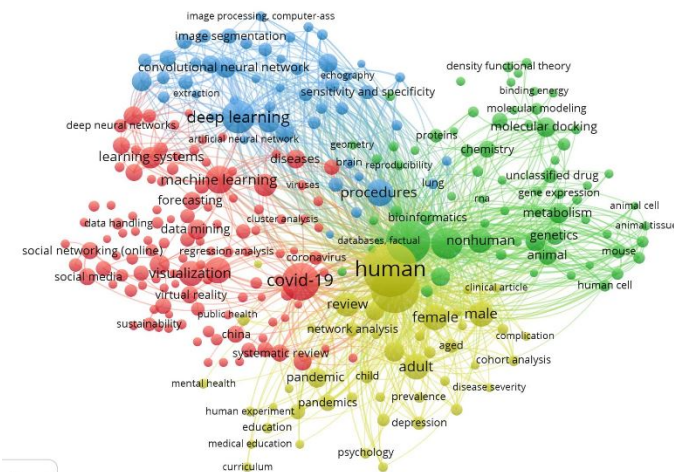 image processing, computer-ass
image segmentation
convolutional neural network
density functional theory
echography
binding energy
extraction
sensitivity and specificity
molecular modeling
deep learning
deep neural networks
molecular docking
artificial neural network
proteins
geometry
chemistry
learning systems
diseases
brain
reproducibility
unclassified drug
machine learning
viruses
lung
procedures
gene expression
forecasting
rna
animal cell
cluster analysis
bioinformatics
metabolism
data handling
data mining
animal tissue
databases, factual
nonhuman
genetics
social networking (online)
regression analysis
coronavirus
animal
mouse
social media
visualization
covid-19
human
human cell
virtual reality
clinical article
review
public health
female
male
sustainability
china
network analysis
complication
systematic review
aged
cohort analysis
adult
mental health
pandemic
child
disease severity
prevalence
human experiment
pandemics
education
depression
medical education
psychology
curriculum